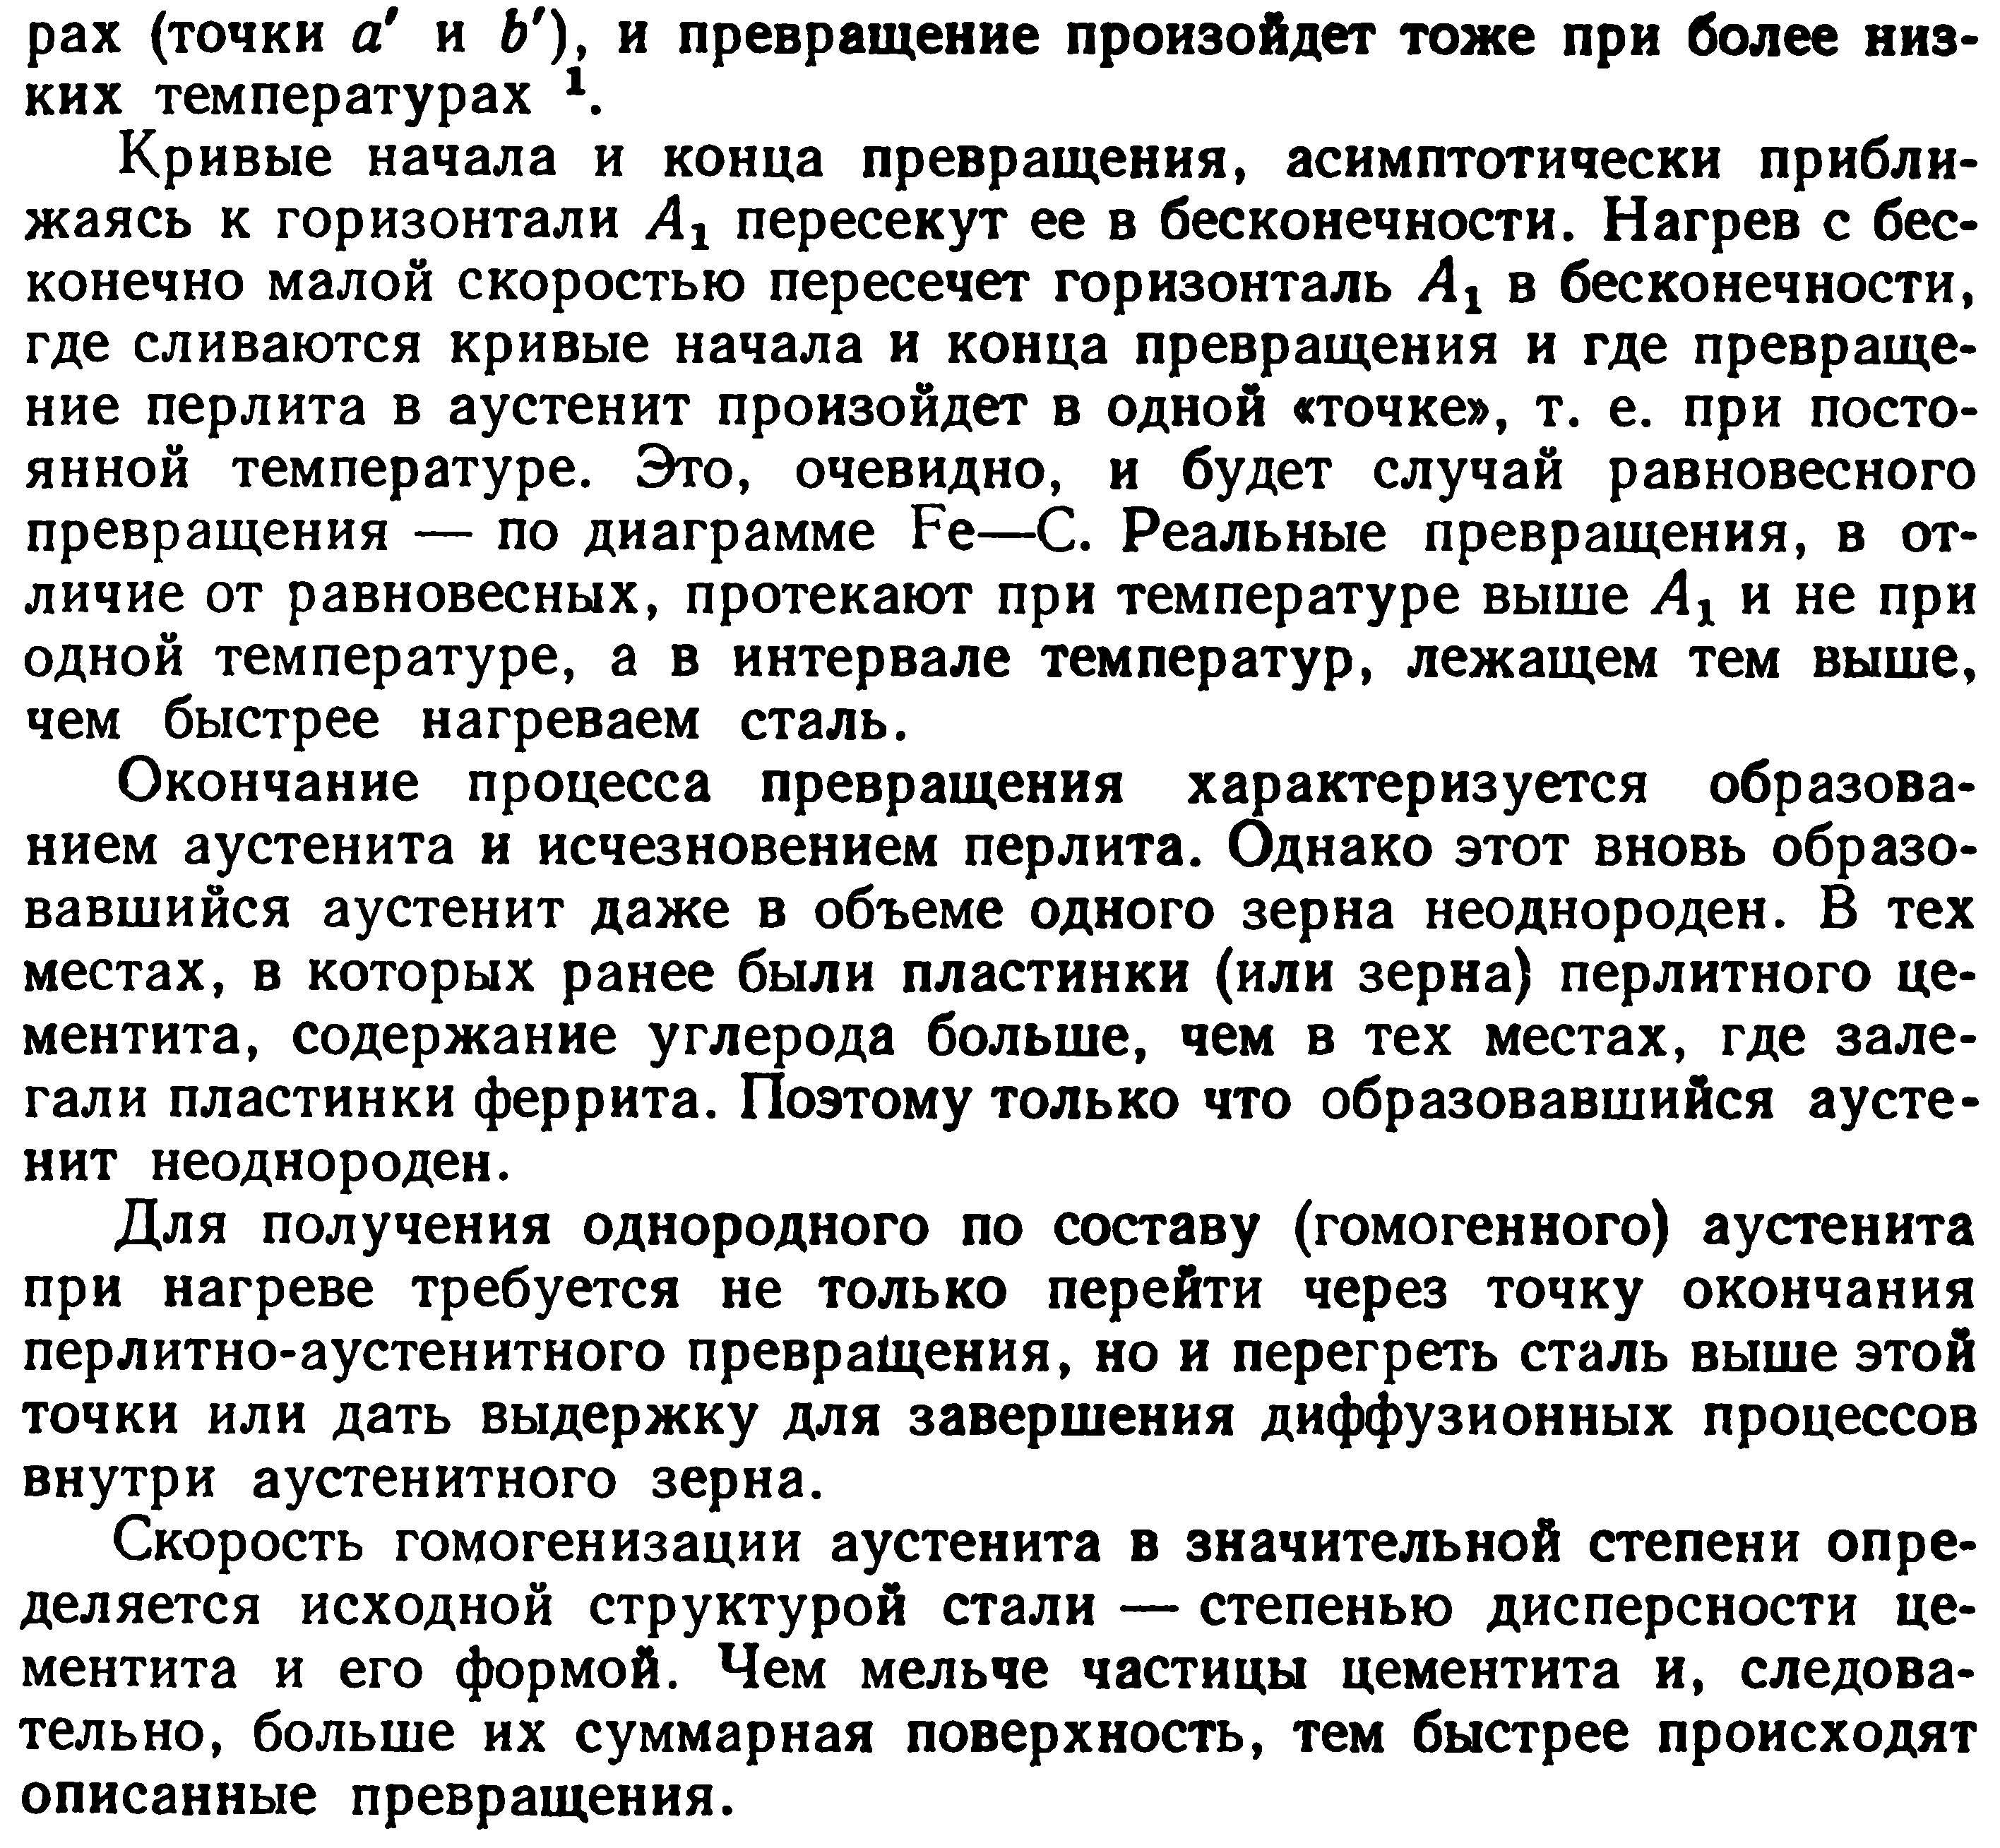 рах (точки a′ и b′), и превращение произойдет тоже при более низ-
ких температурах ¹.
Кривые начала и конца превращения, асимптотически прибли-
жаясь к горизонтали A₁ пересекут ее в бесконечности. Нагрев с бес-
конечно малой скоростью пересечет горизонталь A₁ в бесконечности,
где сливаются кривые начала и конца превращения и где превраще-
ние перлита в аустенит произойдет в одной «точке», т. е. при посто-
янной температуре. Это, очевидно, и будет случай равновесного
превращения — по диаграмме Fe—C. Реальные превращения, в от-
личие от равновесных, протекают при температуре выше A₁ и не при
одной температуре, а в интервале температур, лежащем тем выше,
чем быстрее нагреваем сталь.
Окончание процесса превращения характеризуется образова-
нием аустенита и исчезновением перлита. Однако этот вновь образо-
вавшийся аустенит даже в объеме одного зерна неоднороден. В тех
местах, в которых ранее были пластинки (или зерна) перлитного це-
ментита, содержание углерода больше, чем в тех местах, где зале-
гали пластинки феррита. Поэтому только что образовавшийся аусте-
нит неоднороден.
Для получения однородного по составу (гомогенного) аустенита
при нагреве требуется не только перейти через точку окончания
перлитно-аустенитного превращения, но и перегреть сталь выше этой
точки или дать выдержку для завершения диффузионных процессов
внутри аустенитного зерна.
Скорость гомогенизации аустенита в значительной степени опре-
деляется исходной структурой стали — степенью дисперсности це-
ментита и его формой. Чем мельче частицы цементита и, следова-
тельно, больше их суммарная поверхность, тем быстрее происходят
описанные превращения.